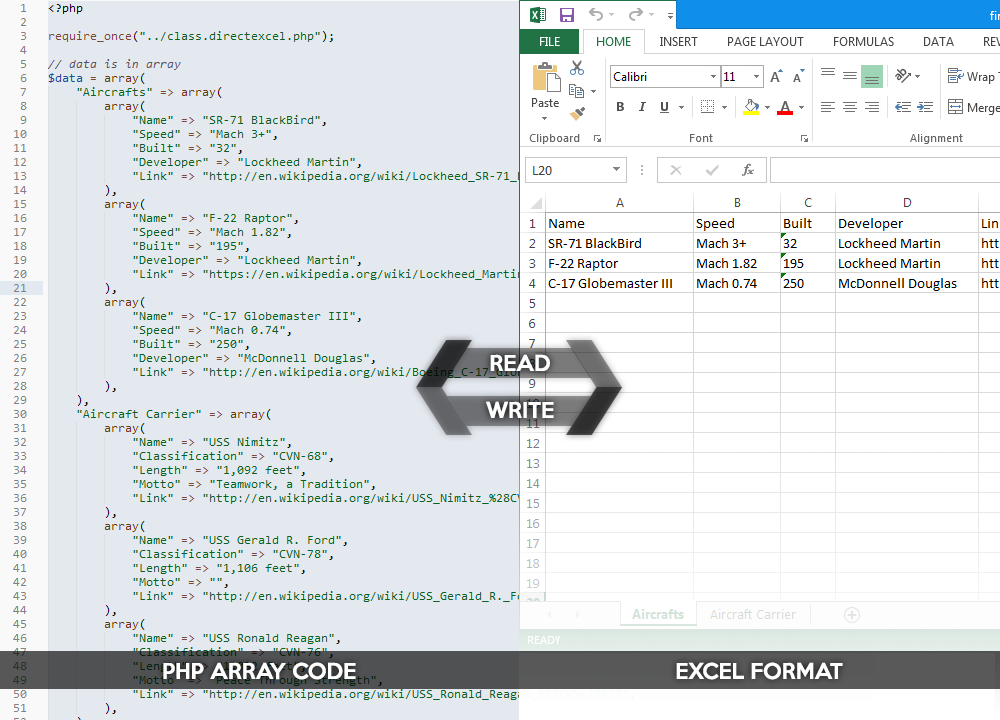 1 <?php
2
3 require_once("../class.directexcel.php");
4
5 // data is in array
6 $data = array(
7 "Aircrafts" => array(
8 array(
9 "Name" => "SR-71 BlackBird",
10 "Speed" => "Mach 3+",
11 "Built" => "32",
12 "Developer" => "Lockheed Martin",
13 "Link" => "http://en.wikipedia.org/wiki/Lockheed_SR-71_
14 ),
15 array(
16 "Name" => "F-22 Raptor",
17 "Speed" => "Mach 1.82",
18 "Built" => "195",
19 "Developer" => "Lockheed Martin",
20 "Link" => "https://en.wikipedia.org/wiki/Lockheed_Martin
21 ),
22 array(
23 "Name" => "C-17 Globemaster III",
24 "Speed" => "Mach 0.74",
25 "Built" => "250",
26 "Developer" => "McDonnell Douglas",
27 "Link" => "http://en.wikipedia.org/wiki/Boeing_C-17_Glo
28 ),
29 ),
30 "Aircraft Carrier" => array(
31 array(
32 "Name" => "USS Nimitz",
33 "Classification" => "CVN-68",
34 "Length" => "1,092 feet",
35 "Motto" => "Teamwork, a Tradition",
36 "Link" => "http://en.wikipedia.org/wiki/USS_Nimitz_%28CV
37 ),
38 array(
39 "Name" => "USS Gerald R. Ford",
40 "Classification" => "CVN-78",
41 "Length" => "1,106 feet",
42 "Motto" => "",
43 "Link" => "http://en.wikipedia.org/wiki/USS_Gerald_R._Fo
44 ),
45 array(
46 "Name" => "USS Ronald Reagan",
47 "Classification" => "CVN-76",
48
49 "Motto" => "Peace Through Strength",
50 "Link" => "http://en.wikipedia.org/wiki/USS_Ronald_Reaga
51 ),
52
PHP ARRAY CODE
READ
WRITE
fir
FILE HOME INSERT PAGE LAYOUT FORMULAS DATA REV
Paste Calibri 11 A A Wrap T
B I U A Merge
Clipboard Font Alignment
L20 fx
A B C D
1 Name Speed Built Developer Lin
2 SR-71 BlackBird Mach 3+ 32 Lockheed Martin htt
3 F-22 Raptor Mach 1.82 195 Lockheed Martin htt
4 C-17 Globemaster III Mach 0.74 250 McDonnell Douglas htt
5
6
7
9
10
11
12
13
14
15
16
17
18
19
20
Aircrafts Aircraft Carrier
READY
EXCEL FORMAT